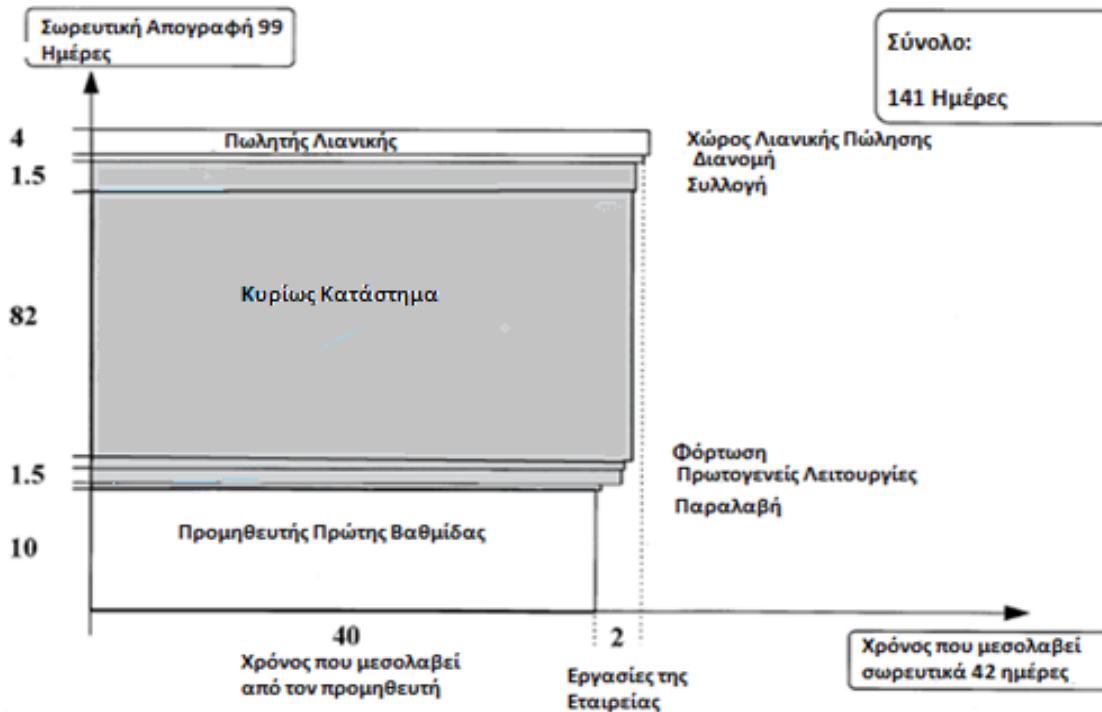 Σωρευτική Απογραφή 99
Ημέρες
Σύνολο:
141 Ημέρες
4
Πωλητής Λιανικής
Χώρος Λιανικής Πώλησης
Διανομή
1.5
Συλλογή
Κυρίως Κατάστημα
82
Φόρτωση
1.5
Πρωτογενείς Λειτουργίες
Παραλαβή
Προμηθευτής Πρώτης Βαθμίδας
10
40
2
Χρόνος που μεσολαβεί
από τον προμηθευτή
Εργασίες της
Εταιρείας
Χρόνος που μεσολαβεί
σωρευτικά 42 ημέρες